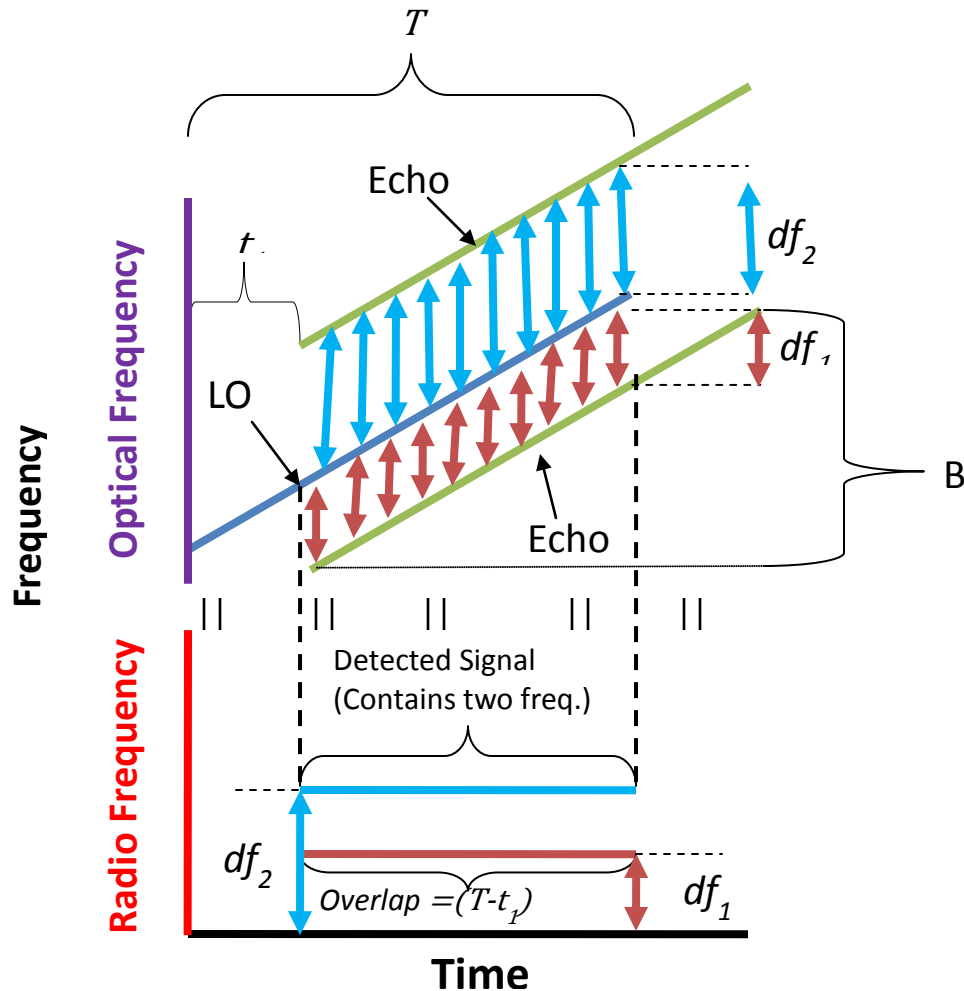 T
Echo
df2
LO
df1
B
Echo
Frequency
Optical Frequency
Detected Signal
(Contains two freq.)
Radio Frequency
df2
Overlap =(T-t1)
df1
Time